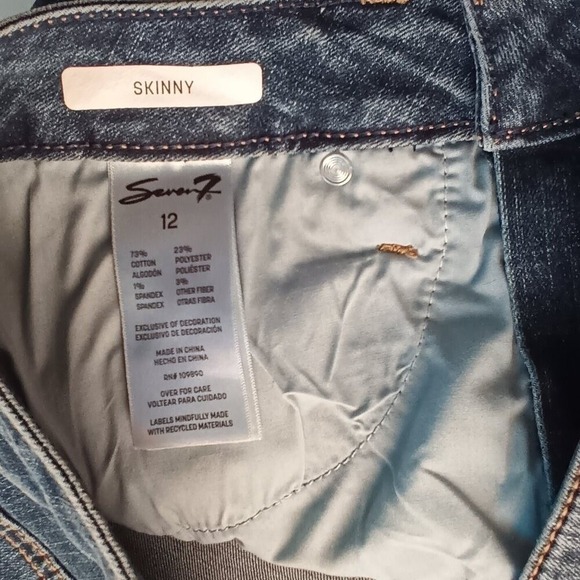 SKINNY
Seven7®
12
73% 23%
COTTON POLYESTER
ALGODÓN POLIÉSTER
1% 3%
SPANDEX OTHER FIBER
SPANDEX OTRAS FIBRA
EXCLUSIVE OF DECORATION
EXCLUSIVO DE DECORACIÓN
MADE IN CHINA
HECHO EN CHINA
RN# 109890
OVER FOR CARE
VOLTEAR PARA CUIDADO
LABELS MINDFULLY MADE
WITH RECYCLED MATERIALS